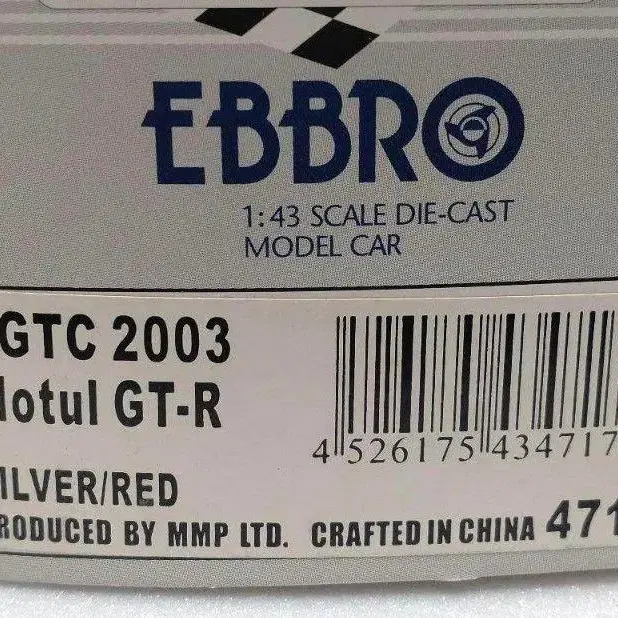 EBBRO
1:43 SCALE DIE-CAST
MODEL CAR
GTC 2003
otul GT-R
ILVER/RED
RODUCED BY MMP LTD. CRAFTED IN CHINA 471
4 526175 434717